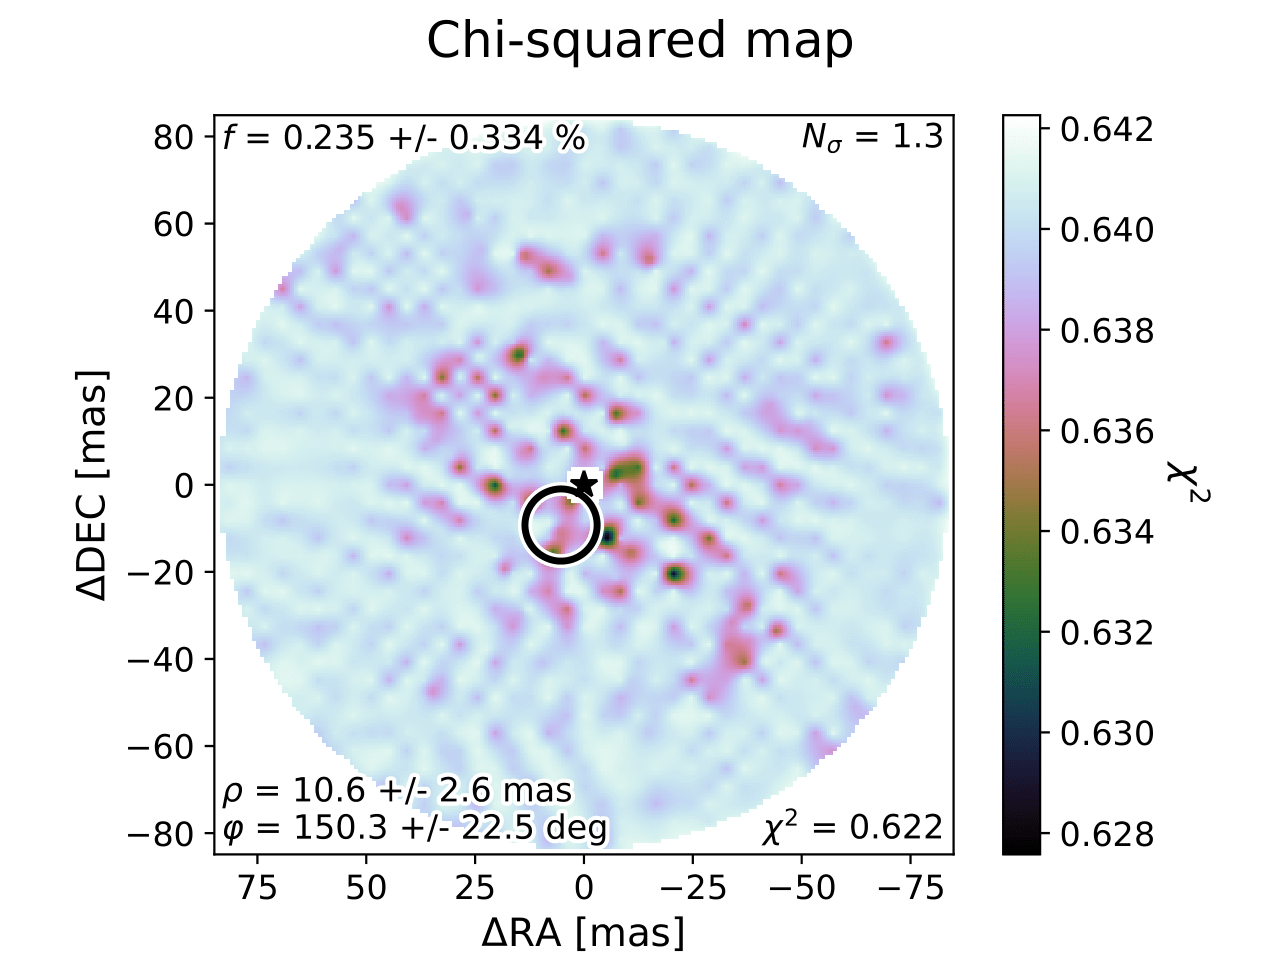 Chi-squared map
f = 0.235 +/- 0.334 %
Nσ = 1.3
80
60
40
20
0
−20
−40
−60
−80
ΔDEC [mas]
ρ = 10.6 +/- 2.6 mas
φ = 150.3 +/- 22.5 deg
χ² = 0.622
75
50
25
0
−25
−50
−75
ΔRA [mas]
0.642
0.640
0.638
0.636
0.634
0.632
0.630
0.628
χ²